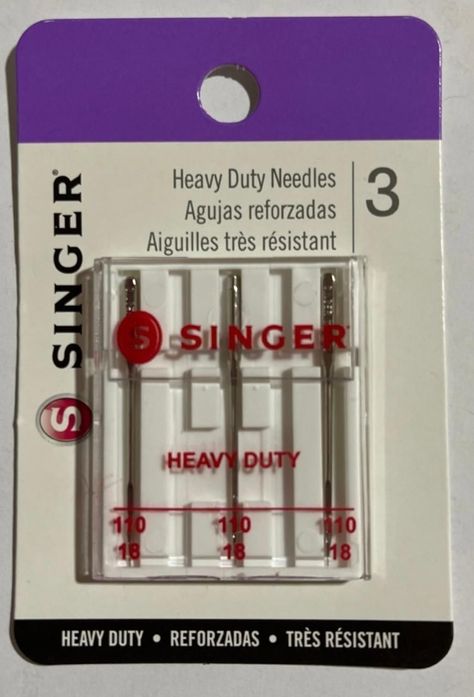 Heavy Duty Needles
Agujas reforzadas
Aiguilles très résistant
3
SINGER®
S
S SINGER
HEAVY DUTY
110 110 110
18 18 18
HEAVY DUTY • REFORZADAS • TRÈS RÉSISTANT